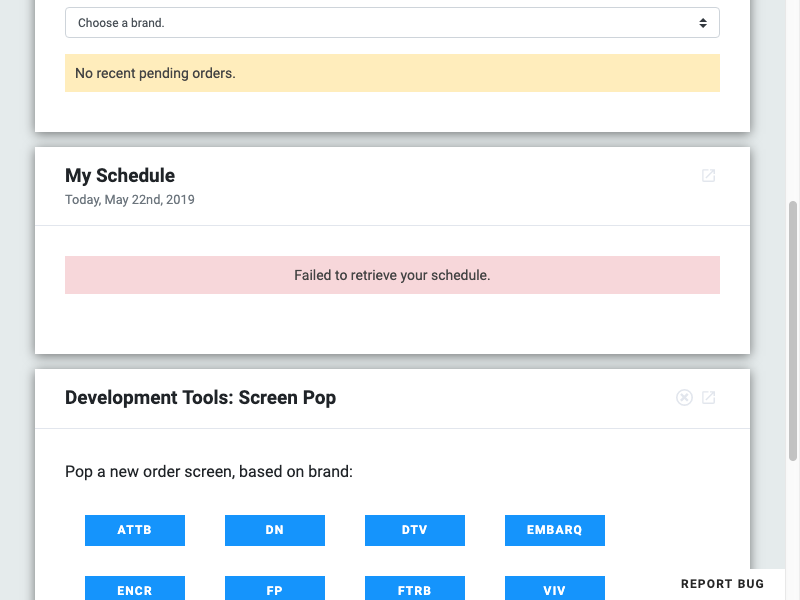 Choose a brand.
No recent pending orders.
My Schedule
Today, May 22nd, 2019
Failed to retrieve your schedule.
Development Tools: Screen Pop
Pop a new order screen, based on brand:
ATTB DN DTV EMBARQ
ENCR FP FTRB VIV
REPORT BUG